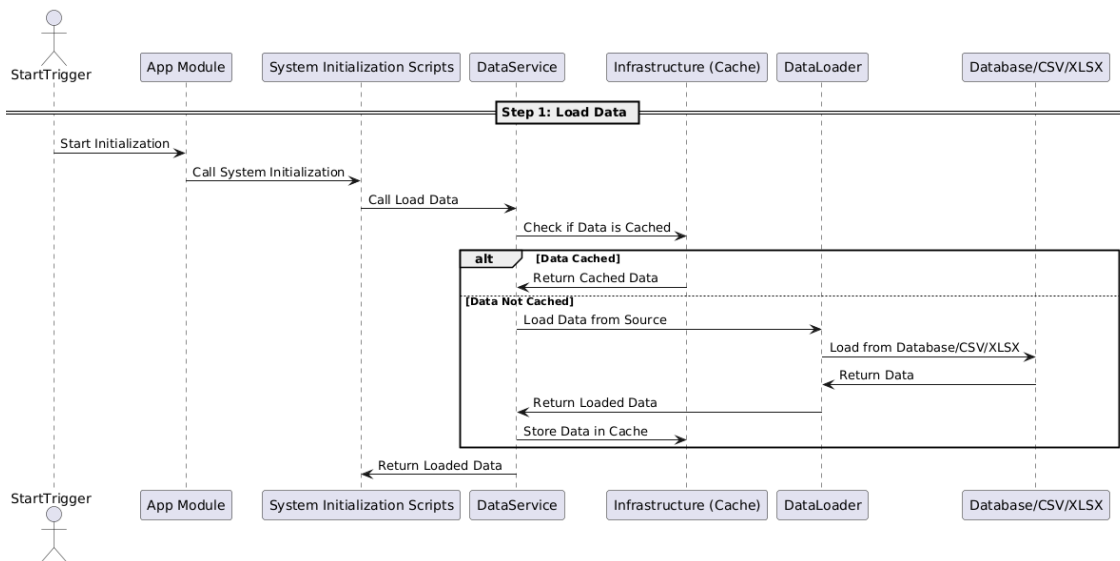 StartTrigger
App Module
System Initialization Scripts
DataService
Infrastructure (Cache)
DataLoader
Database/CSV/XLSX
Step 1: Load Data
Start Initialization
Call System Initialization
Call Load Data
Check if Data is Cached
alt
[Data Cached]
Return Cached Data
[Data Not Cached]
Load Data from Source
Load from Database/CSV/XLSX
Return Data
Return Loaded Data
Store Data in Cache
Return Loaded Data
StartTrigger
App Module
System Initialization Scripts
DataService
Infrastructure (Cache)
DataLoader
Database/CSV/XLSX